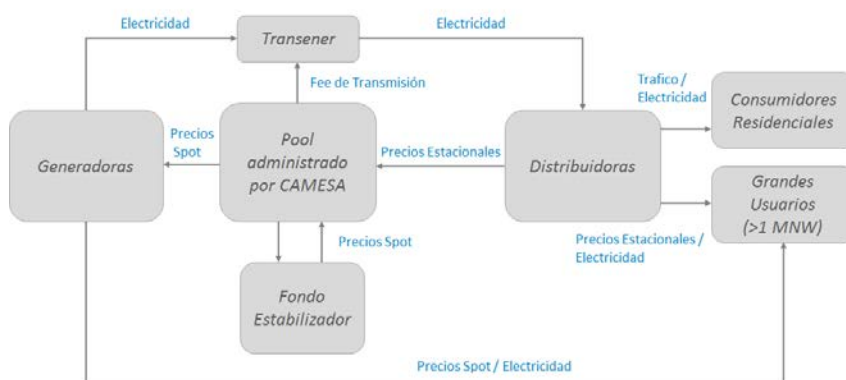 Electricidad
Transener
Electricidad
Fee de Transmisión
Trafico /
Electricidad
Consumidores
Residenciales
Generadoras
Precios
Spot
Pool
administrado
por CAMESA
Precios Estacionales
Distribuidoras
Grandes
Usuarios
(>1 MNW)
Precios Spot
Precios Estacionales /
Electricidad
Fondo
Estabilizador
Precios Spot / Electricidad